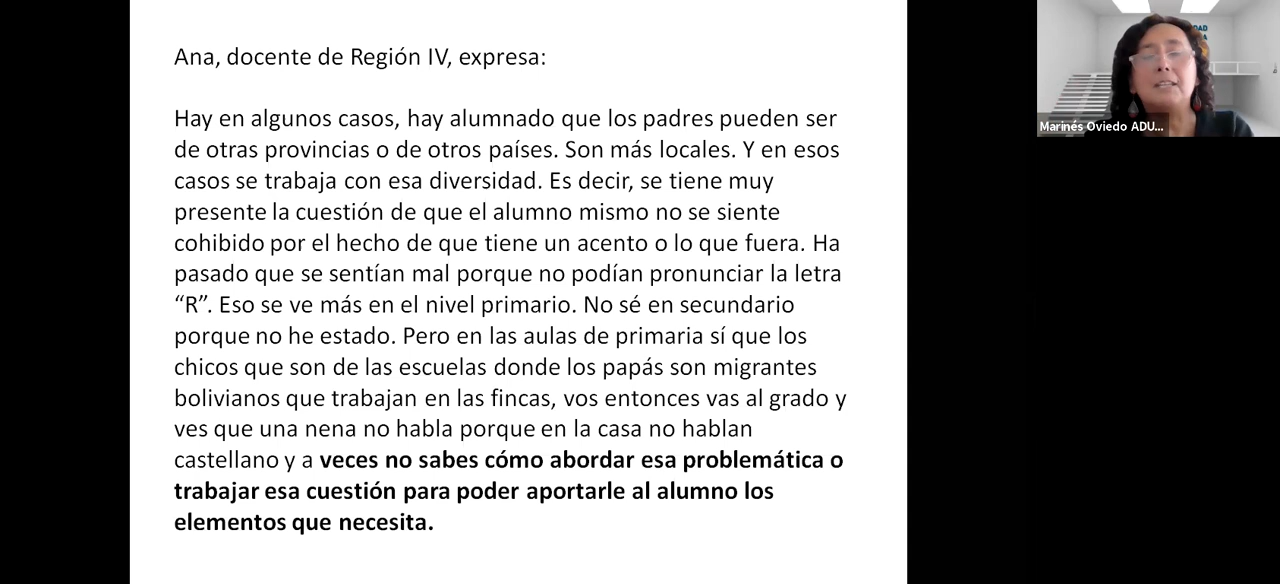 Ana, docente de Región IV, expresa:
Hay en algunos casos, hay alumnado que los padres pueden ser
de otras provincias o de otros países. Son más locales. Y en esos
casos se trabaja con esa diversidad. Es decir, se tiene muy
presente la cuestión de que el alumno mismo no se siente
cohibido por el hecho de que tiene un acento o lo que fuera. Ha
pasado que se sentían mal porque no podían pronunciar la letra
“R”. Eso se ve más en el nivel primario. No sé en secundario
porque no he estado. Pero en las aulas de primaria sí que los
chicos que son de las escuelas donde los papás son migrantes
bolivianos que trabajan en las fincas, vos entonces vas al grado y
ves que una nena no habla porque en la casa no hablan
castellano y a veces no sabes cómo abordar esa problemática o
trabajar esa cuestión para poder aportarle al alumno los
elementos que necesita.
Marinés Oviedo ADU...